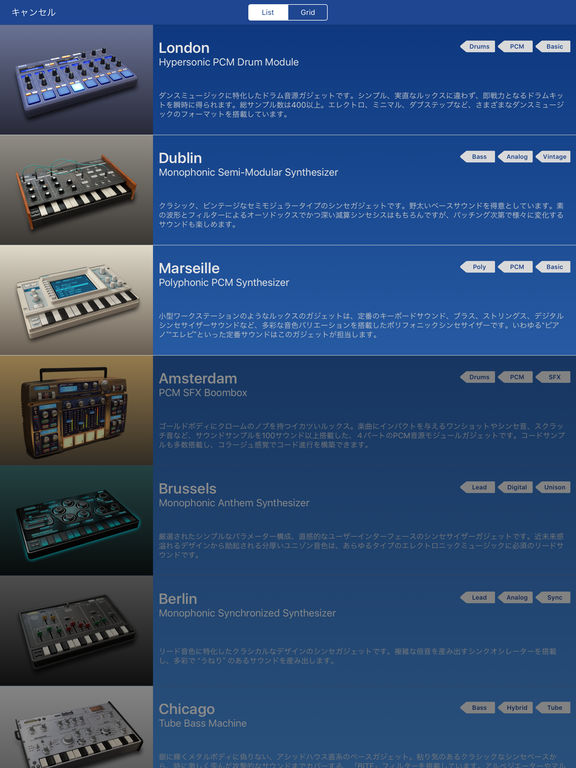 キャンセル
List
Grid
London
Drums
PCM
Basic
Hypersonic PCM Drum Module
ダンスミュージックに特化したドラム音源ガジェットです。シンプル、実直なルックスに違わず、即戦力となるドラムキッ
トを瞬時に得られます。総サンプル数は400以上。エレクトロ、ミニマル、ダブステップなど、さまざまなダンスミュージ
ックのフォーマットを搭載しています。
Dublin
Bass
Analog
Vintage
Monophonic Semi-Modular Synthesizer
クラシック、ビンテージなセミモジュラータイプのシンセガジェットです。野太いベースサウンドを得意としています。素
の波形とフィルターによるオーソドックスでかつ深い減算シンセシスはもちろんですが、パッチング次第で様々に変化する
サウンドも楽しめます。
Marseille
Poly
PCM
Basic
Polyphonic PCM Synthesizer
小型ワークステーションのようなルックスのガジェットは、定番のキーボードサウンド、ブラス、ストリングス、デジタル
シンセサイザーサウンドなど、多彩な音色バリエーションを搭載したポリフォニックシンセサイザーです。いわゆる"ピア
ノ""エレピ"といった定番サウンドはこのガジェットが担当します。
Amsterdam
Drums
PCM
SFX
PCM SFX Boombox
ゴールドボディにクロームのノブを持つイカツいルックス。楽曲にインパクトを与えるワンショットやシンセ音、スクラッ
チ音など、サウンドサンプルを100サウンド以上搭載した、４パートのPCM音源モジュールガジェットです。コードサンプ
ルも多数搭載し、コラージュ感覚でコード進行を構築できます。
Brussels
Lead
Digital
Unison
Monophonic Anthem Synthesizer
厳選されたシンプルなパラメーター構成、直感的なユーザーインターフェースのシンセサイザーガジェットです。近未来感
溢れるデザインから励起される分厚いユニゾン音色は、あらゆるタイプのエレクトロニックミュージックに必須のリードサ
ウンドです。
Berlin
Lead
Analog
Sync
Monophonic Synchronized Synthesizer
リード音色に特化したクラシカルなデザインのシンセガジェットです。複雑な倍音を産み出すシンクオシレーターを搭載
し、多彩で "うねり" のあるサウンドを産み出します。
Chicago
Bass
Hybrid
Tube
Tube Bass Machine